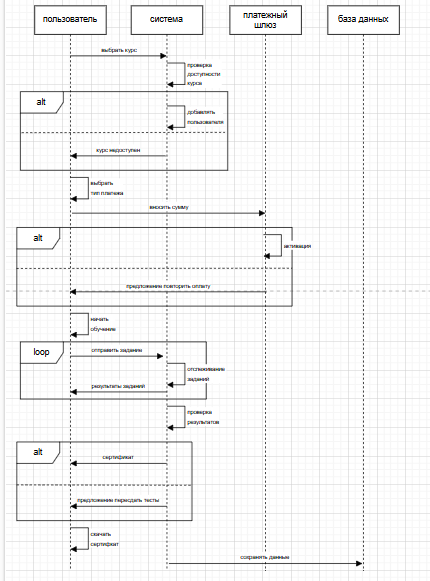 пользователь
система
платежный
шлюз
база данных
выбрать курс
проверка
доступности
курса
alt
добавлять
пользователя
курс недоступен
выбрать
тип платежа
вносить сумму
alt
активация
предложение повторить оплату
начать
обучение
loop
отправить задание
отслеживание
заданий
результаты заданий
проверка
результатов
alt
сертификат
предложение пересдать тесты
скачать
сертифкат
сохранять данные